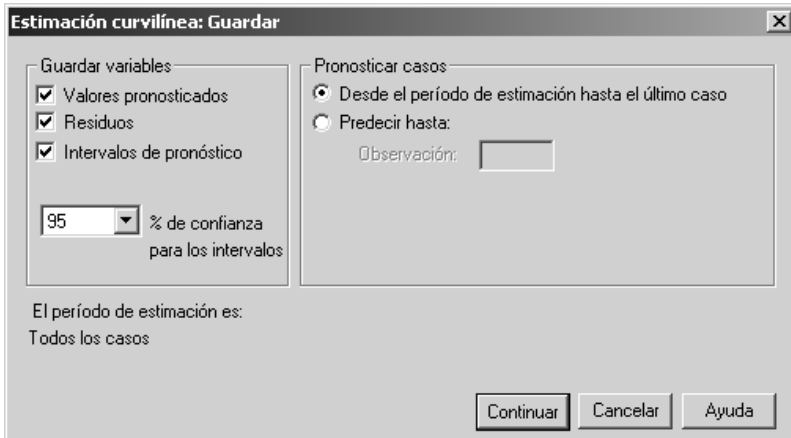 Estimación curvilínea: Guardar
Guardar variables
Valores pronosticados
Residuos
Intervalos de pronóstico
95
% de confianza
para los intervalos
Pronosticar casos
Desde el período de estimación hasta el último caso
Predecir hasta:
Observación:
El período de estimación es:
Todos los casos
Continuar
Cancelar
Ayuda